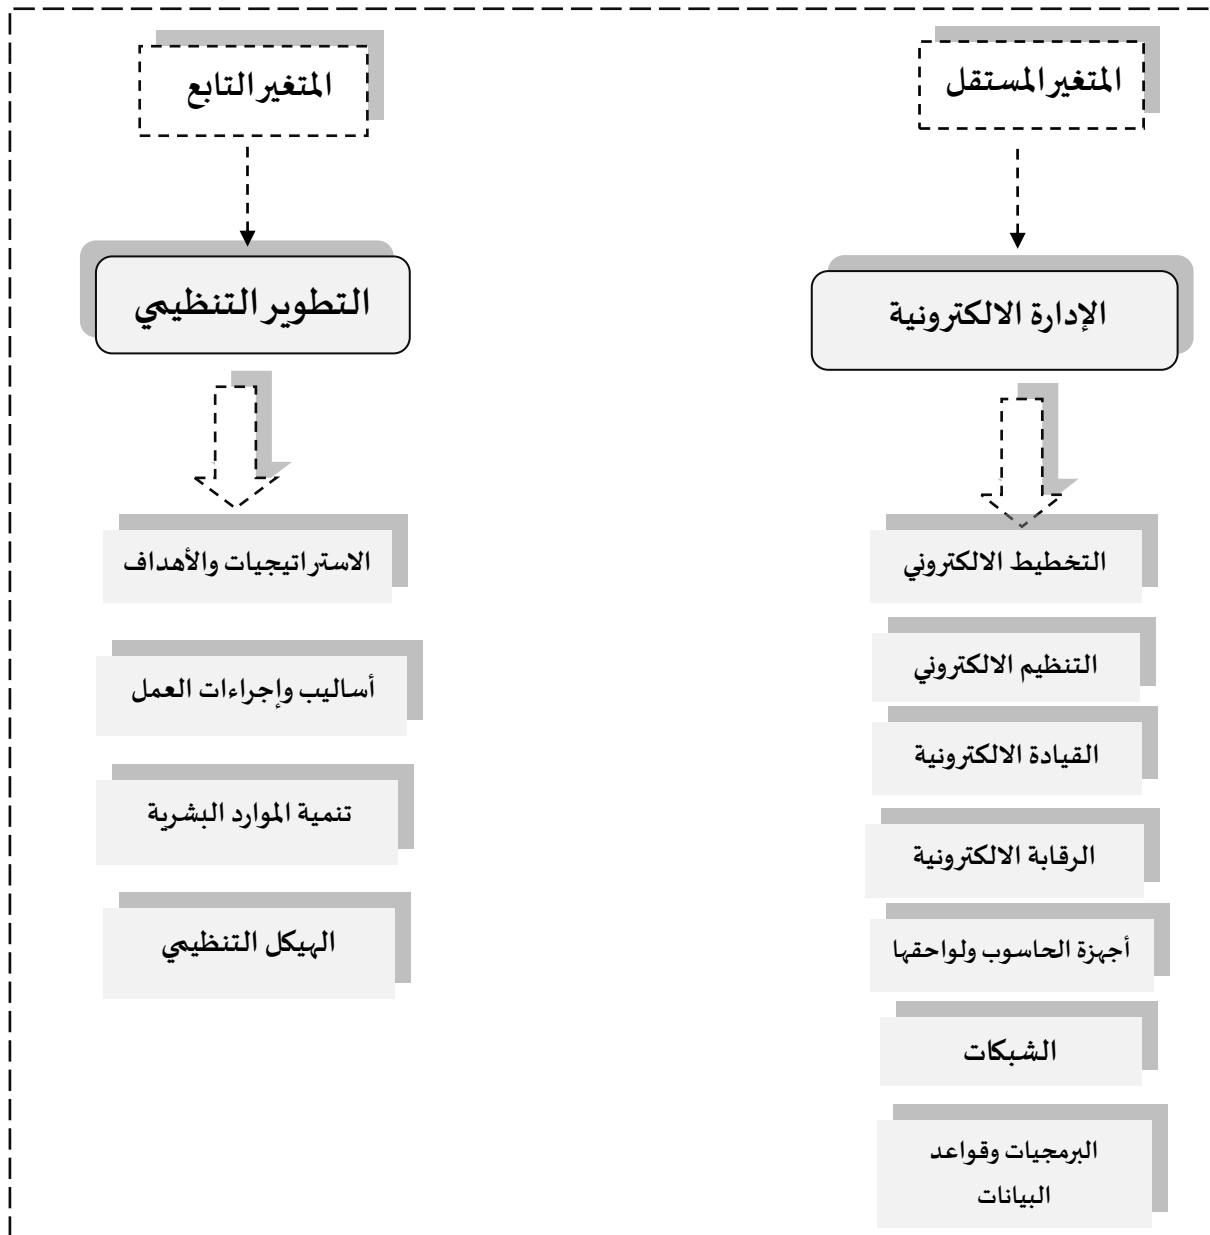 المتغير المستقل
الإدارة الالكترونية
التخطيط الالكتروني
التنظيم الالكتروني
القيادة الالكترونية
الرقابة الالكترونية
أجهزة الحاسوب ولواحقها
الشبكات
البرمجيات وقواعد
البيانات
المتغير التابع
التطوير التنظيمي
الاستراتيجيات والأهداف
أساليب وإجراءات العمل
تنمية الموارد البشرية
الهيكل التنظيمي